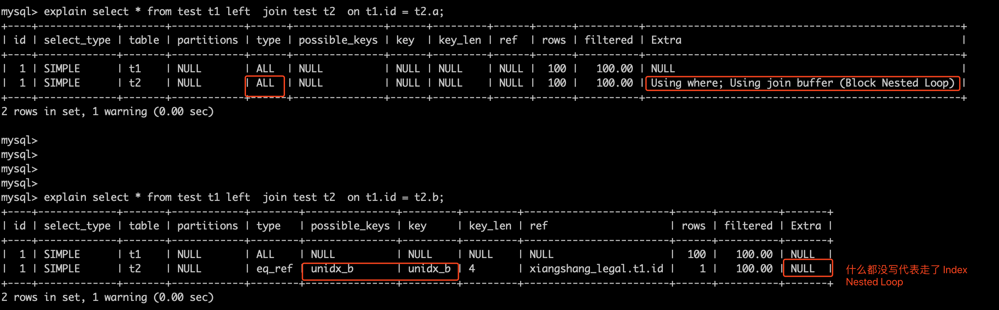 mysql> explain select * from test t1 left  join test t2  on t1.id = t2.a;
+----+-------------+-------+------------+------+---------------+------+---------+------+------+----------+----------------------------------------------------+
| id | select_type | table | partitions | type | possible_keys | key  | key_len | ref  | rows | filtered | Extra                                              |
+----+-------------+-------+------------+------+---------------+------+---------+------+------+----------+----------------------------------------------------+
|  1 | SIMPLE      | t1    | NULL       | ALL  | NULL          | NULL | NULL    | NULL |  100 |   100.00 | NULL                                               |
|  1 | SIMPLE      | t2    | NULL       | ALL  | NULL          | NULL | NULL    | NULL |  100 |   100.00 | Using where; Using join buffer (Block Nested Loop) |
+----+-------------+-------+------------+------+---------------+------+---------+------+------+----------+----------------------------------------------------+
2 rows in set, 1 warning (0.00 sec)
mysql>
mysql>
mysql>
mysql>
mysql> explain select * from test t1 left  join test t2  on t1.id = t2.b;
+----+-------------+-------+------------+--------+---------------+---------+---------+------------------------+------+----------+-------+
| id | select_type | table | partitions | type   | possible_keys | key     | key_len | ref                    | rows | filtered | Extra |
+----+-------------+-------+------------+--------+---------------+---------+---------+------------------------+------+----------+-------+
|  1 | SIMPLE      | t1    | NULL       | ALL    | NULL          | NULL    | NULL    | NULL                   |  100 |   100.00 | NULL  |
|  1 | SIMPLE      | t2    | NULL       | eq_ref | unidx_b       | unidx_b | 4       | xiangshang_legal.t1.id |    1 |   100.00 | NULL  |
什么都没写代表走了 Index
Nested Loop
+----+-------------+-------+------------+--------+---------------+---------+---------+------------------------+------+----------+-------+
2 rows in set, 1 warning (0.00 sec)